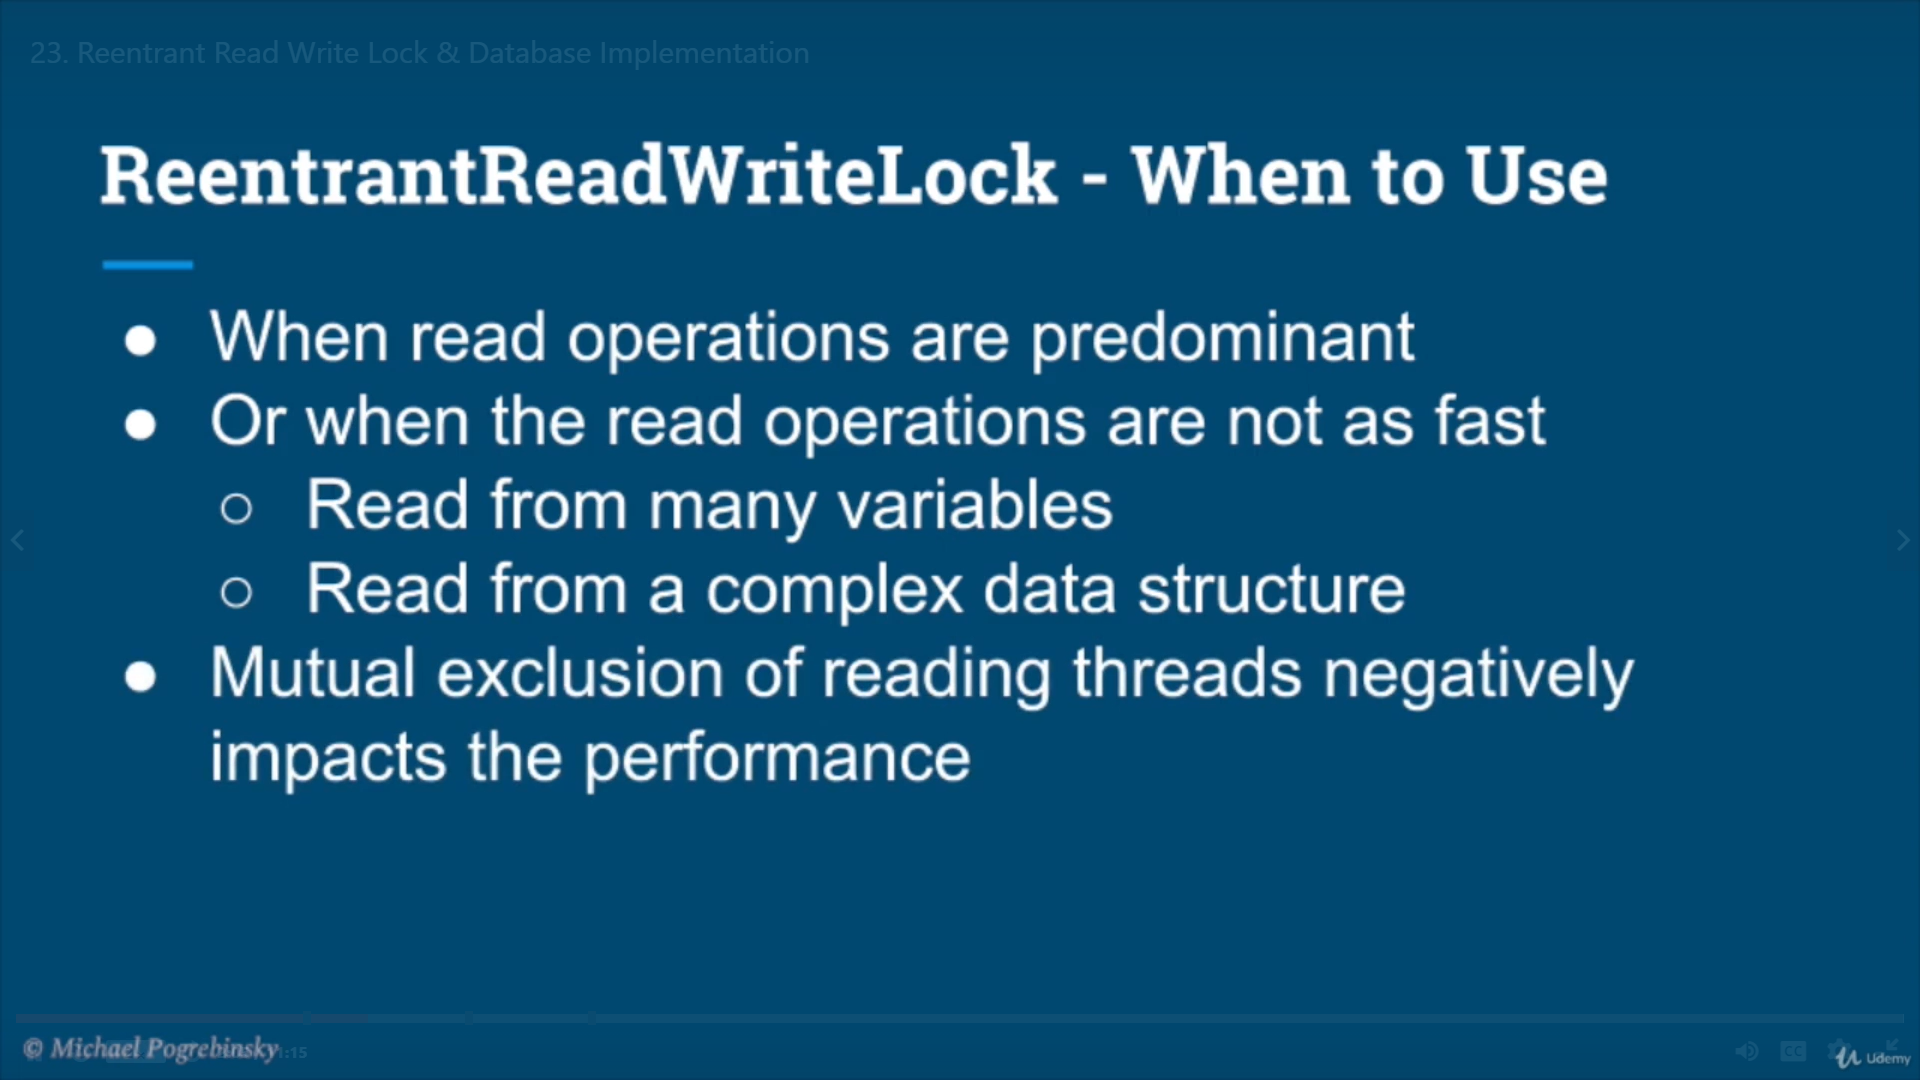 23. Reentrant Read Write Lock & Database Implementation
ReentrantReadWriteLock - When to Use
● When read operations are predominant
● Or when the read operations are not as fast
○ Read from many variables
○ Read from a complex data structure
● Mutual exclusion of reading threads negatively
impacts the performance
© Michael Pogrebinsky
CC
Udemy